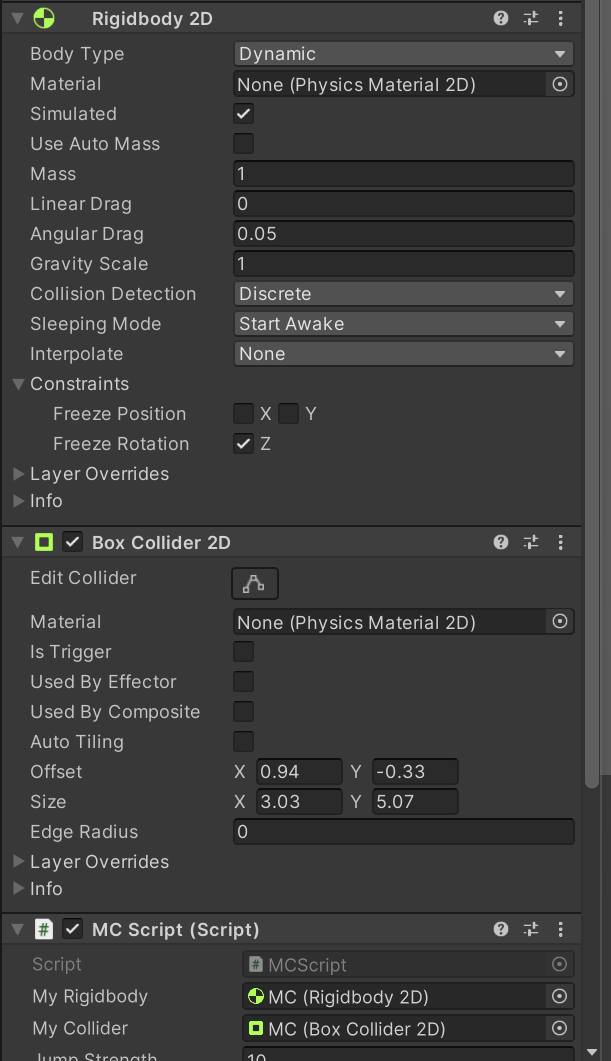 Rigidbody 2D
Body Type Dynamic
Material None (Physics Material 2D)
Simulated
Use Auto Mass
Mass 1
Linear Drag 0
Angular Drag 0.05
Gravity Scale 1
Collision Detection Discrete
Sleeping Mode Start Awake
Interpolate None
Constraints
Freeze Position X Y
Freeze Rotation Z
Layer Overrides
Info
Box Collider 2D
Edit Collider
Material None (Physics Material 2D)
Is Trigger
Used By Effector
Used By Composite
Auto Tiling
Offset X 0.94 Y -0.33
Size X 3.03 Y 5.07
Edge Radius 0
Layer Overrides
Info
# MC Script (Script)
Script # MCScript
My Rigidbody MC (Rigidbody 2D)
My Collider MC (Box Collider 2D)
Jump Strength 10